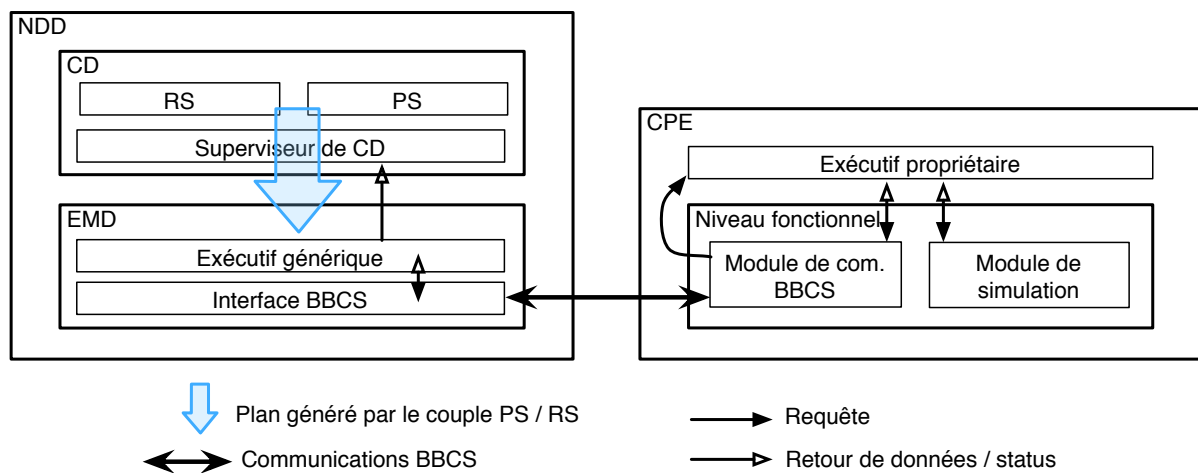 NDD
CD
RS
PS
Superviseur de CD
EMD
Exécutif générique
Interface BBCS
CPE
Exécutif propriétaire
Niveau fonctionnel
Module de com.
BBCS
Module de
simulation
Plan généré par le couple PS / RS
Communications BBCS
Requête
Retour de données / status